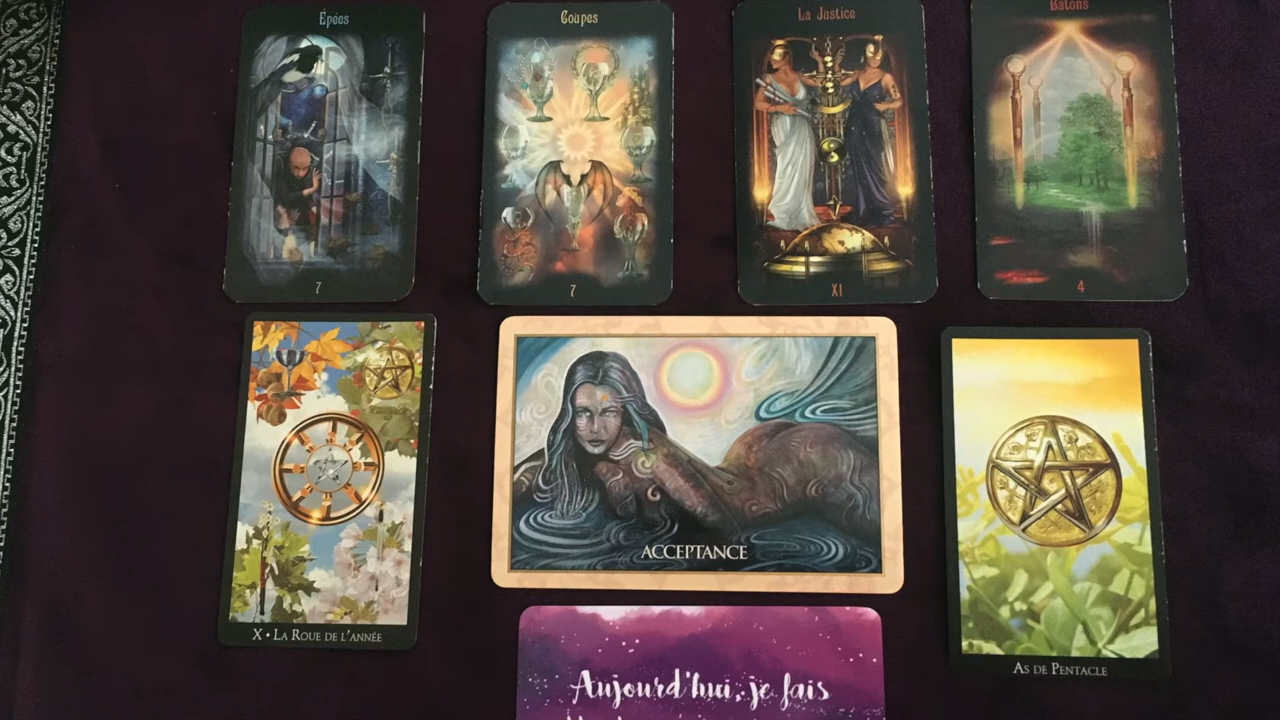 Épées
Coupes
La Justice
Batons
7
7
XI
4
ACCEPTANCE
X • LA ROUE DE L'ANNÉE
AS DE PENTACLE
Aujourd'hui, je fais